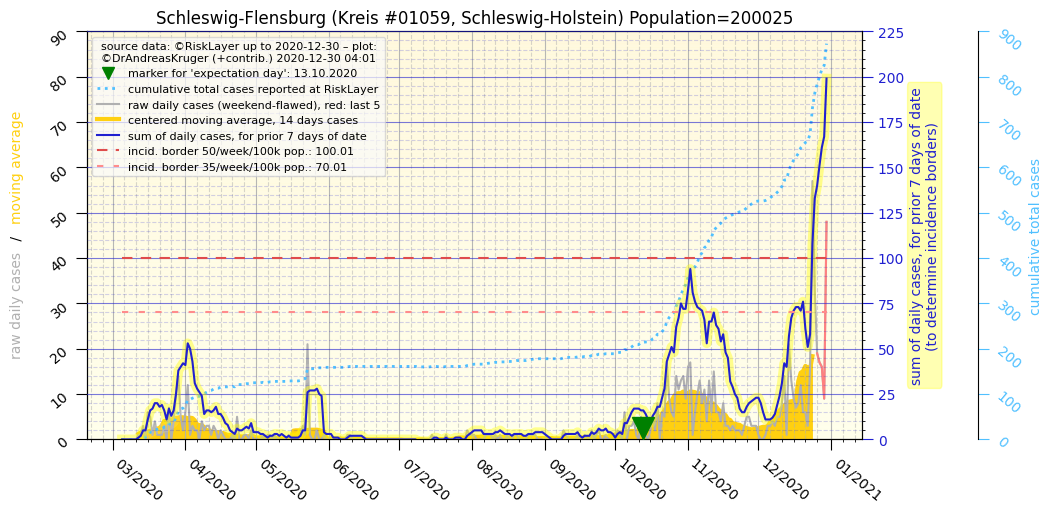 Schleswig-Flensburg (Kreis #01059, Schleswig-Holstein) Population=200025
source data: ©RiskLayer up to 2020-12-30 – plot:
©DrAndreasKruger (+contrib.) 2020-12-30 04:01
marker for 'expectation day': 13.10.2020
cumulative total cases reported at RiskLayer
raw daily cases (weekend-flawed), red: last 5
centered moving average, 14 days cases
sum of daily cases, for prior 7 days of date
incid. border 50/week/100k pop.: 100.01
incid. border 35/week/100k pop.: 70.01
raw daily cases / moving average
90
80
70
60
50
40
30
20
10
0
225
200
175
150
125
100
75
50
25
0
sum of daily cases, for prior 7 days of date
(to determine incidence borders)
900
800
700
600
500
400
300
200
100
0
cumulative total cases
03/2020
04/2020
05/2020
06/2020
07/2020
08/2020
09/2020
10/2020
11/2020
12/2020
01/2021